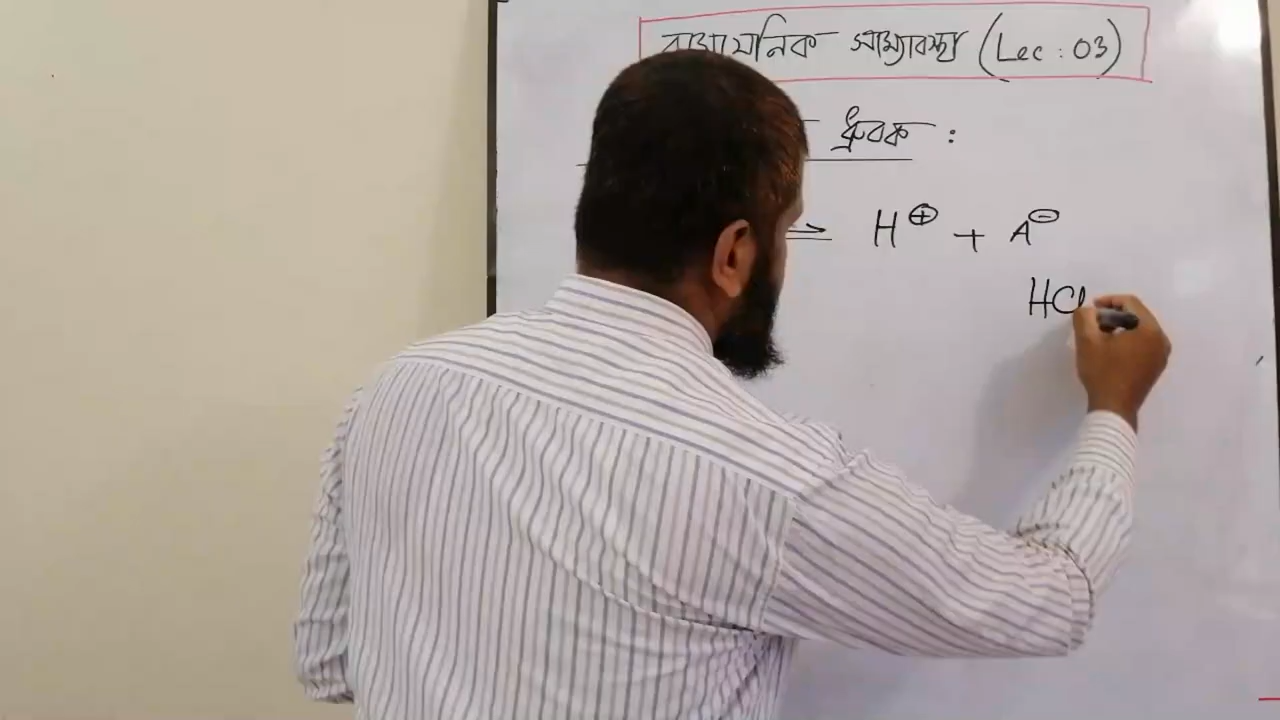 রাসায়নিক সাম্যাবস্থা (Lec : 03)
ধ্রুবক :
⇌ H⊕ + A⊖
HCl